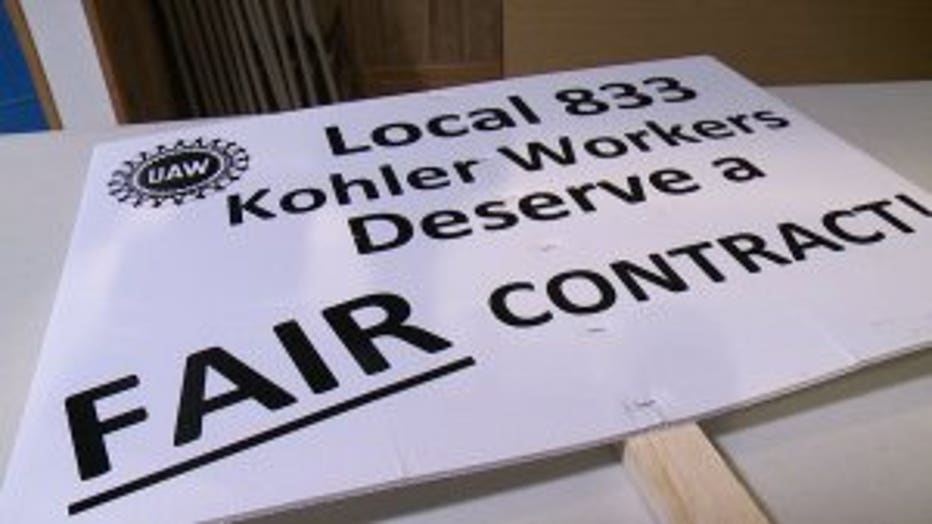 UAW
Local 833
Kohler Workers
Deserve a
FAIR CONTRACT!